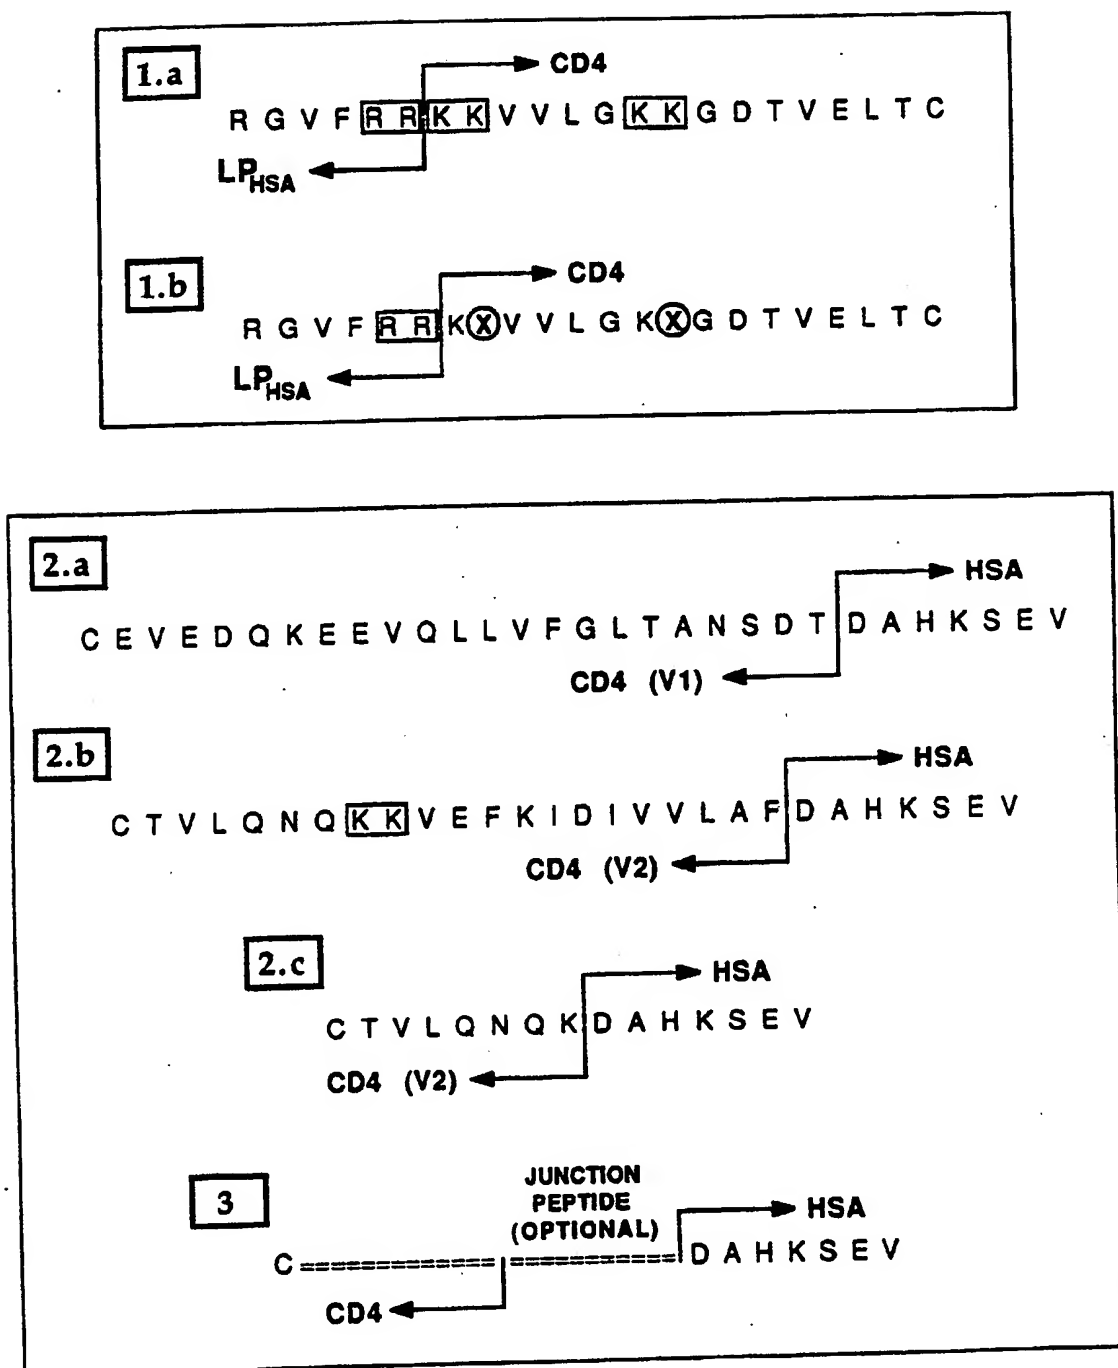 1.a
CD4
R G V F R R K K V V L G K K G D T V E L T C
LPHSA
1.b
CD4
R G V F R R K X V V L G K X G D T V E L T C
LPHSA
2.a
HSA
C E V E D Q K E E V Q L L V F G L T A N S D T D A H K S E V
CD4 (V1)
2.b
HSA
C T V L Q N Q K K V E F K I D I V V L A F D A H K S E V
CD4 (V2)
2.c
HSA
C T V L Q N Q K D A H K S E V
CD4 (V2)
3
JUNCTION
PEPTIDE
(OPTIONAL)
HSA
C ============= ============ D A H K S E V
CD4